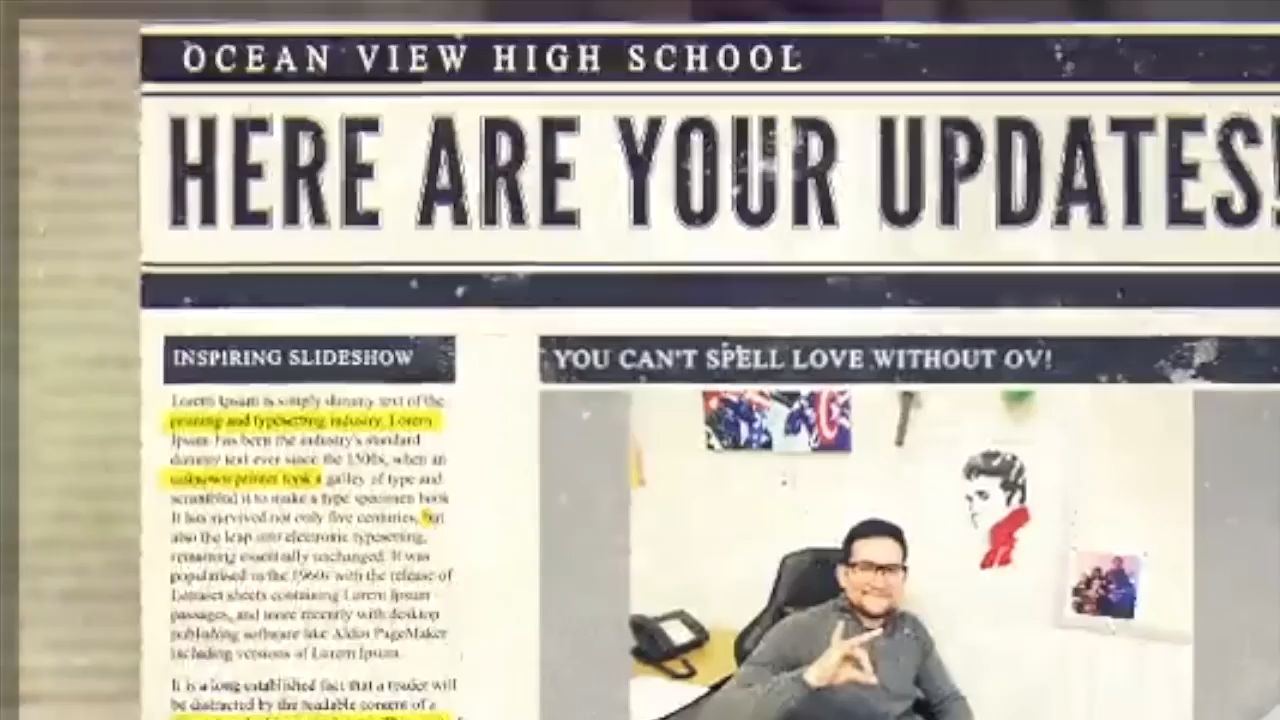 OCEAN VIEW HIGH SCHOOL
HERE ARE YOUR UPDATES!
INSPIRING SLIDESHOW
YOU CAN'T SPELL LOVE WITHOUT OV!
Lorem Ipsum is simply dummy text of the
printing and typesetting industry. Lorem
Ipsum has been the industry's standard
dummy text ever since the 1500s, when an
unknown printer took a galley of type and
scrambled it to make a type specimen book
It has survived not only five centuries, but
also the leap into electronic typesetting,
remaining essentially unchanged. It was
popularised in the 1960s with the release of
Letraset sheets containing Lorem Ipsum
passages, and more recently with desktop
publishing software like Aldus PageMaker
including versions of Lorem Ipsum.
It is a long established fact that a reader will
be distracted by the readable content of a